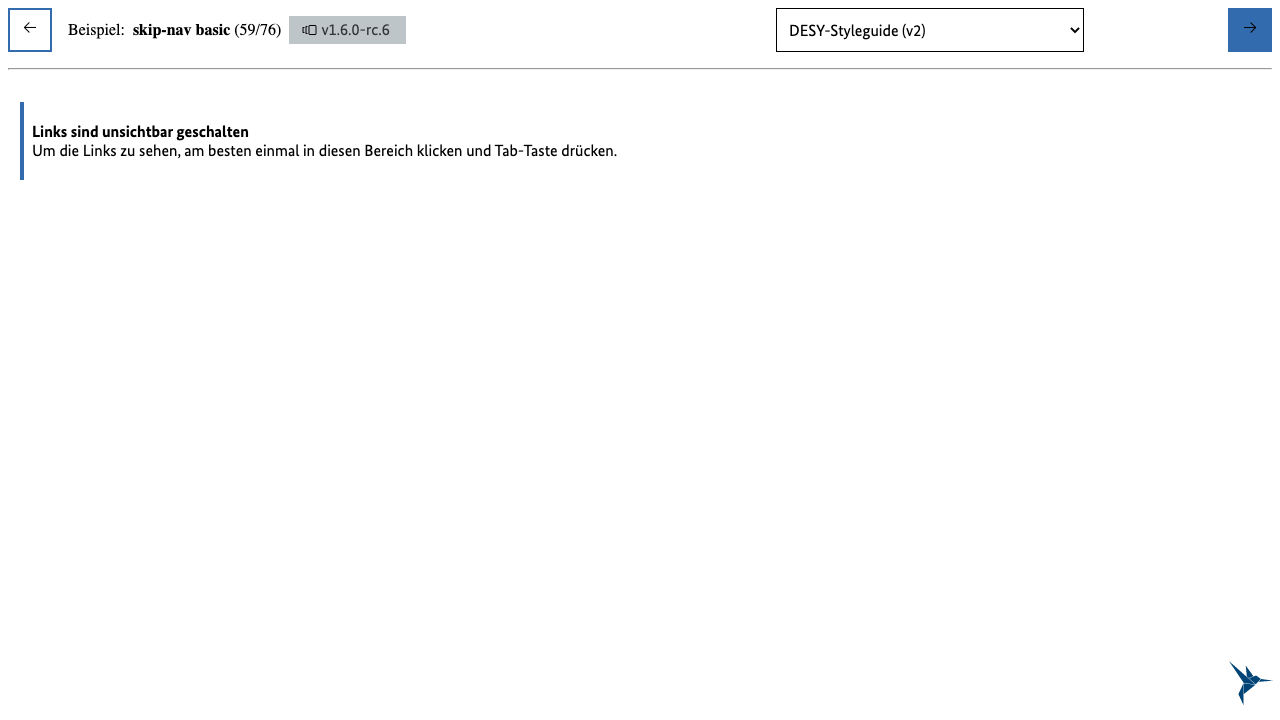 Beispiel: skip-nav basic (59/76) v1.6.0-rc.6 DESY-Styleguide (v2)
Links sind unsichtbar geschalten
Um die Links zu sehen, am besten einmal in diesen Bereich klicken und Tab-Taste drücken.